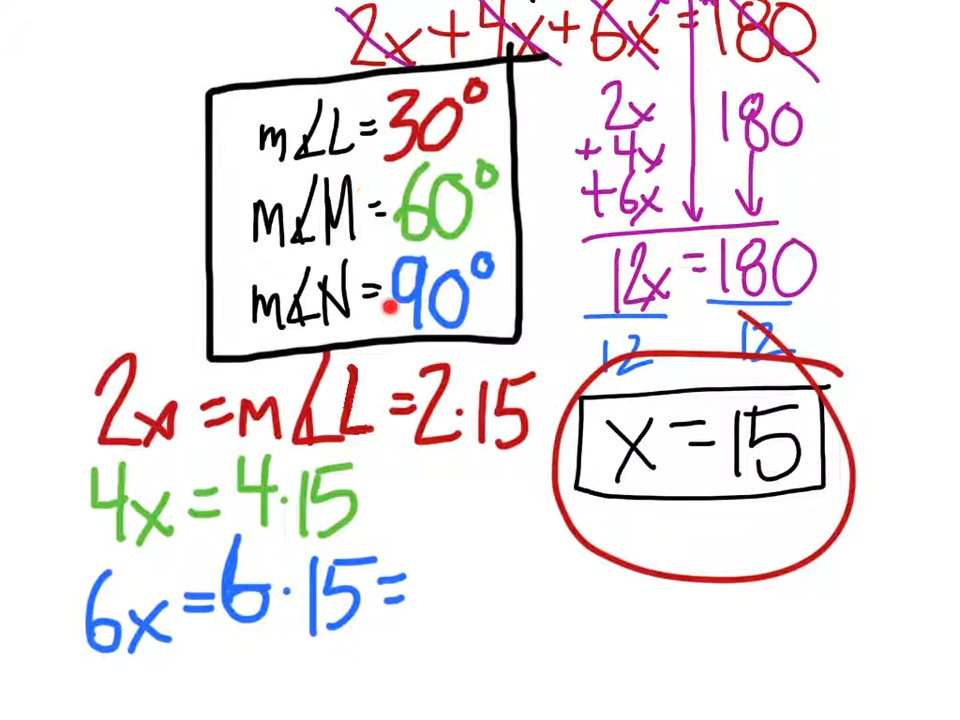 2x + 4x + 6x = 180
m∠L = 30°
m∠M = 60°
m∠N = 90°
2x 180
+ 4x
+ 6x
12x = 180
12 12
x = 15
2x = m∠L = 2·15
4x = 4·15
6x = 6·15 =